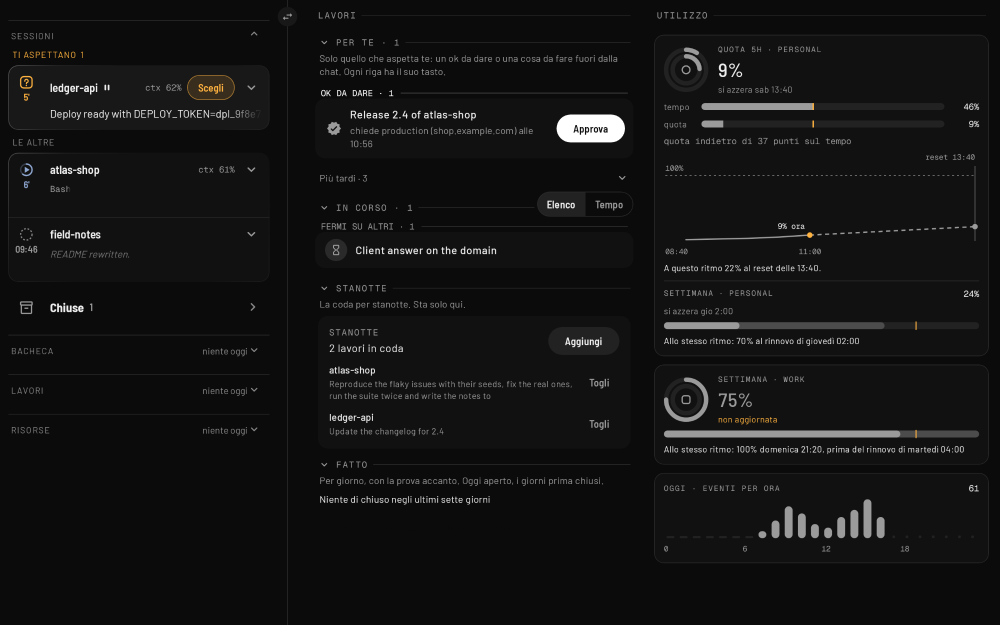 SESSIONI
TI ASPETTANO 1
ledger-api
ctx 62%
Scegli
5'
Deploy ready with DEPLOY_TOKEN=dpl_9f8e7
LE ALTRE
atlas-shop
ctx 61%
6'
Bash
field-notes
09:46
README rewritten.
Chiuse 1
BACHECA
niente oggi
LAVORI
niente oggi
RISORSE
niente oggi
LAVORI
PER TE · 1
Solo quello che aspetta te: un ok da dare o una cosa da fare fuori dalla
chat. Ogni riga ha il suo tasto.
OK DA DARE · 1
Release 2.4 of atlas-shop
chiede production (shop.example.com) alle
10:56
Approva
Più tardi · 3
IN CORSO · 1
Elenco
Tempo
FERMI SU ALTRI · 1
Client answer on the domain
STANOTTE
La coda per stanotte. Sta solo qui.
STANOTTE
2 lavori in coda
Aggiungi
atlas-shop
Reproduce the flaky issues with their seeds, fix the real ones,
run the suite twice and write the notes to
Togli
ledger-api
Update the changelog for 2.4
Togli
FATTO
Per giorno, con la prova accanto. Oggi aperto, i giorni prima chiusi.
Niente di chiuso negli ultimi sette giorni
UTILIZZO
QUOTA 5H · PERSONAL
9%
si azzera sab 13:40
tempo
46%
quota
9%
quota indietro di 37 punti sul tempo
reset 13:40
100%
9% ora
08:40
11:00
A questo ritmo 22% al reset delle 13:40.
SETTIMANA · PERSONAL
24%
si azzera gio 2:00
Allo stesso ritmo: 70% al rinnovo di giovedì 02:00
SETTIMANA · WORK
75%
non aggiornata
Allo stesso ritmo: 100% domenica 21:20, prima del rinnovo di martedì 04:00
OGGI · EVENTI PER ORA
61
0
6
12
18